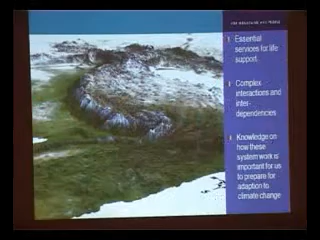 Essential
services for life
support.
Complex
interactions and
inter-
dependencies
Knowledge on
how these
system work is
important for us
to prepare for
adaption to
climate change